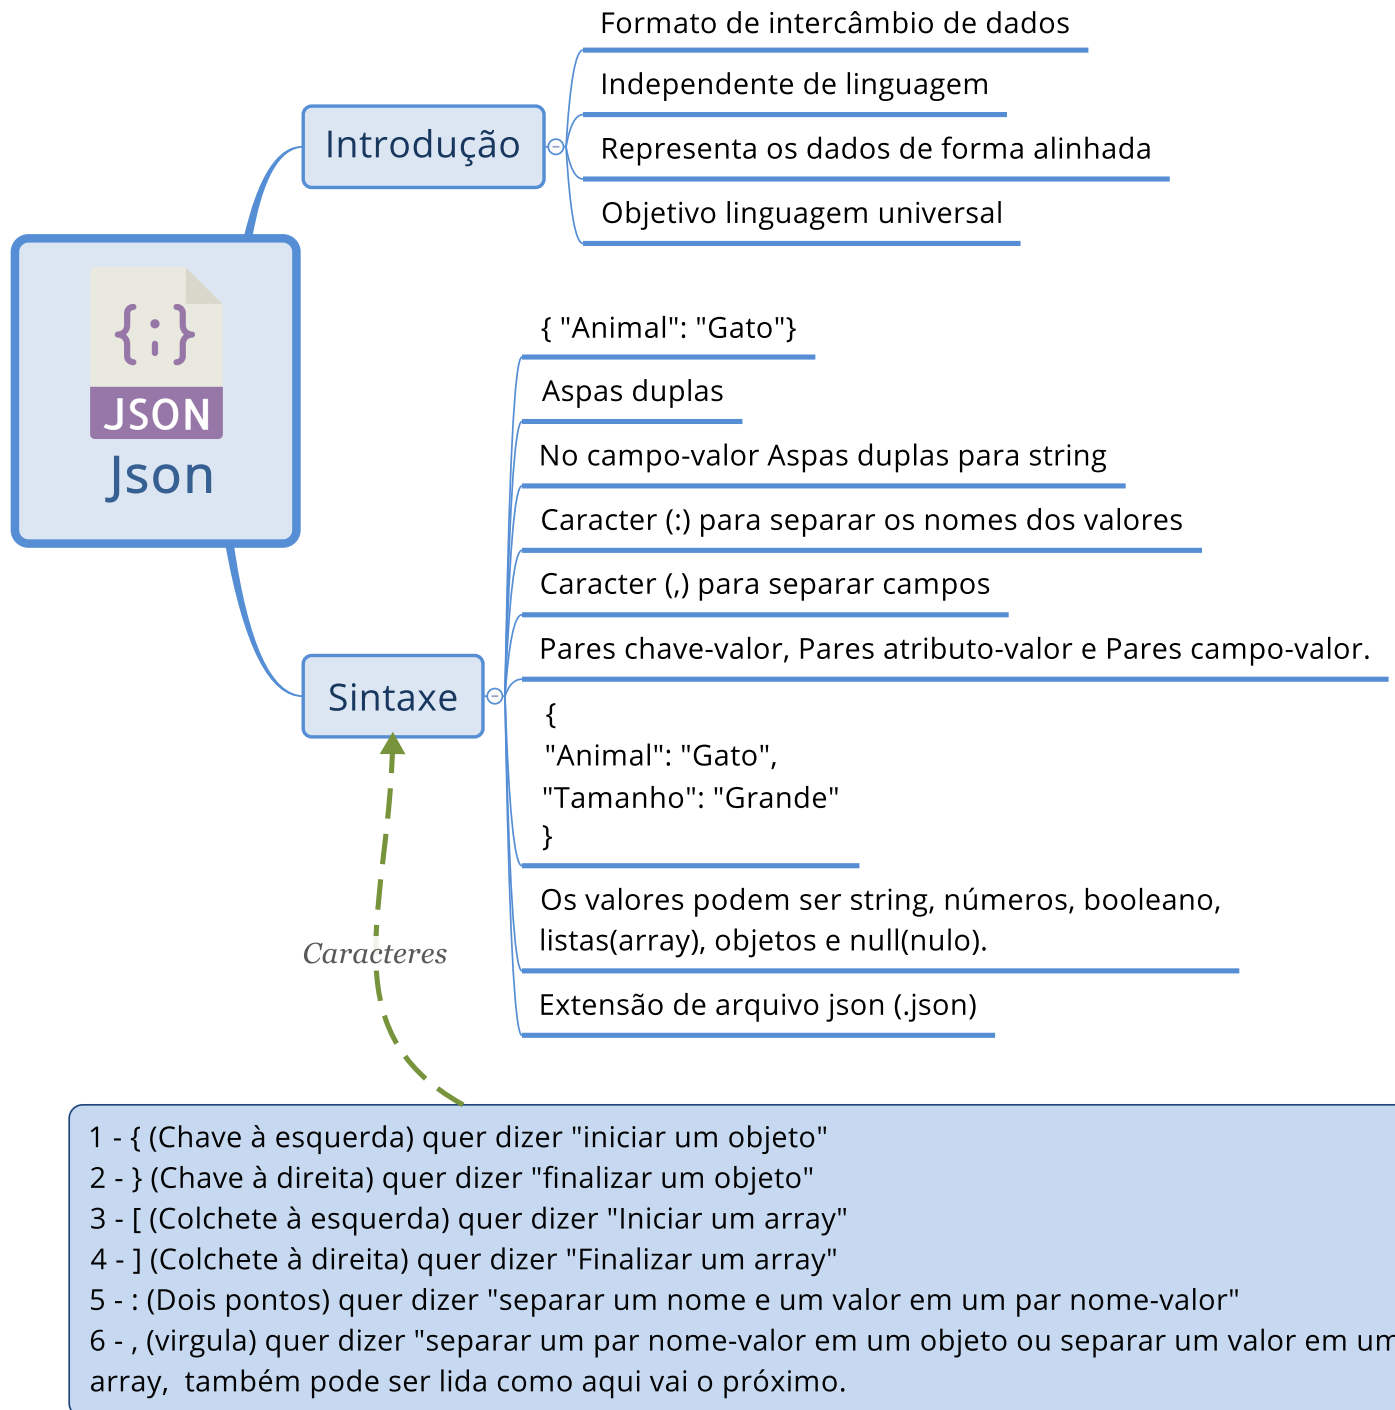 Formato de intercâmbio de dados
Independente de linguagem
Introdução
Representa os dados de forma alinhada
Objetivo linguagem universal
{;}
JSON
Json
{ "Animal": "Gato"}
Aspas duplas
No campo-valor Aspas duplas para string
Caracter (:) para separar os nomes dos valores
Caracter (,) para separar campos
Pares chave-valor, Pares atributo-valor e Pares campo-valor.
Sintaxe
{
"Animal": "Gato",
"Tamanho": "Grande"
}
Os valores podem ser string, números, booleano,
listas(array), objetos e null(nulo).
Extensão de arquivo json (.json)
Caracteres
1 - { (Chave à esquerda) quer dizer "iniciar um objeto"
2 - } (Chave à direita) quer dizer "finalizar um objeto"
3 - [ (Colchete à esquerda) quer dizer "Iniciar um array"
4 - ] (Colchete à direita) quer dizer "Finalizar um array"
5 - : (Dois pontos) quer dizer "separar um nome e um valor em um par nome-valor"
6 - , (virgula) quer dizer "separar um par nome-valor em um objeto ou separar um valor em um
array,  também pode ser lida como aqui vai o próximo.